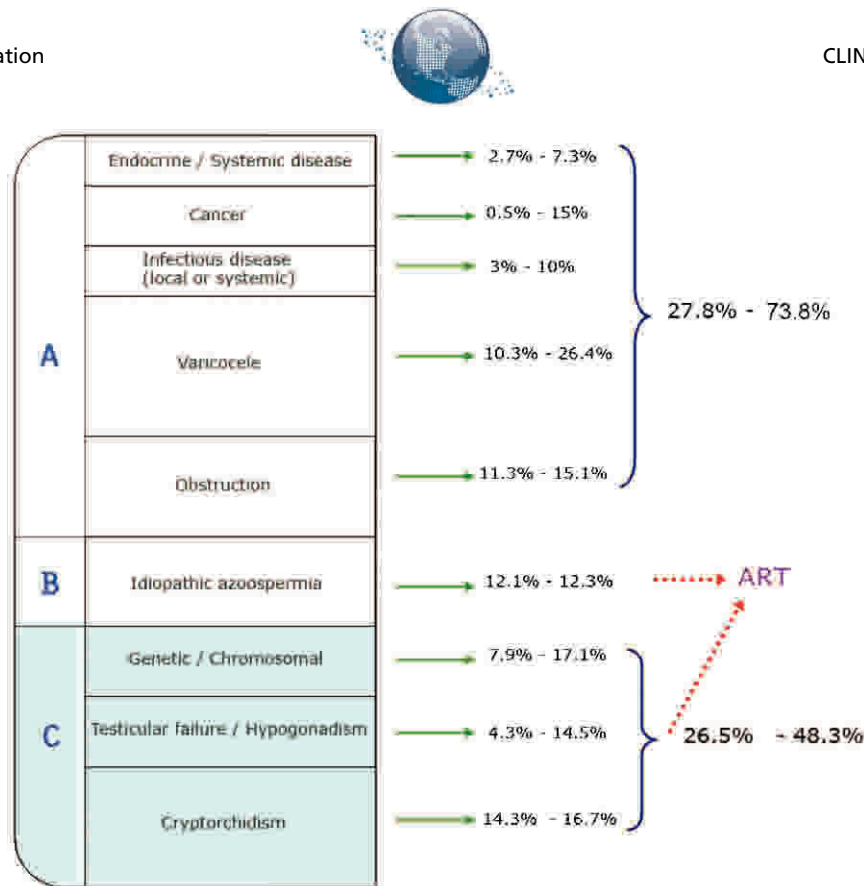 ation
CLIN
A
Endocrine / Systemic disease
2.7% - 7.3%
Cancer
0.5% - 15%
Infectious disease
(local or systemic)
3% - 10%
Varicocele
10.3% - 26.4%
Obstruction
11.3% - 15.1%
27.8% - 73.8%
B
Idiopathic azoospermia
12.1% - 12.3%
ART
C
Genetic / Chromosomal
7.9% - 17.1%
Testicular failure / Hypogonadism
4.3% - 14.5%
Cryptorchidism
14.3% - 16.7%
26.5% - 48.3%